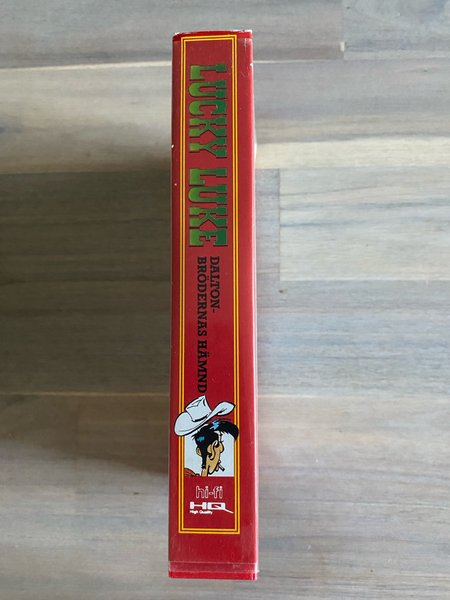 LUCKY LUKE
DALTON-
BRÖDERNAS HÄMND
hi-fi
HQ
High Quality